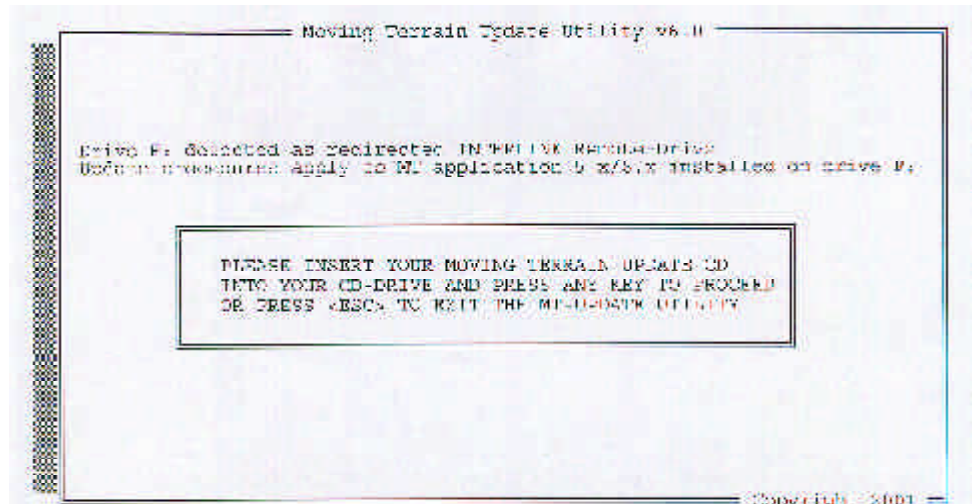 Moving Terrain Update Utility v6.0
Drive F: selected as redirected INTERLINK Remote-Drive
Update procedures apply to MT application 5.x/6.x installed on drive F:
PLEASE INSERT YOUR MOVING TERRAIN UPDATE CD
INTO YOUR CD-DRIVE AND PRESS ANY KEY TO PROCEED
OR PRESS <ESC> TO EXIT THE MT-UPDATE UTILITY
Copyright 2001